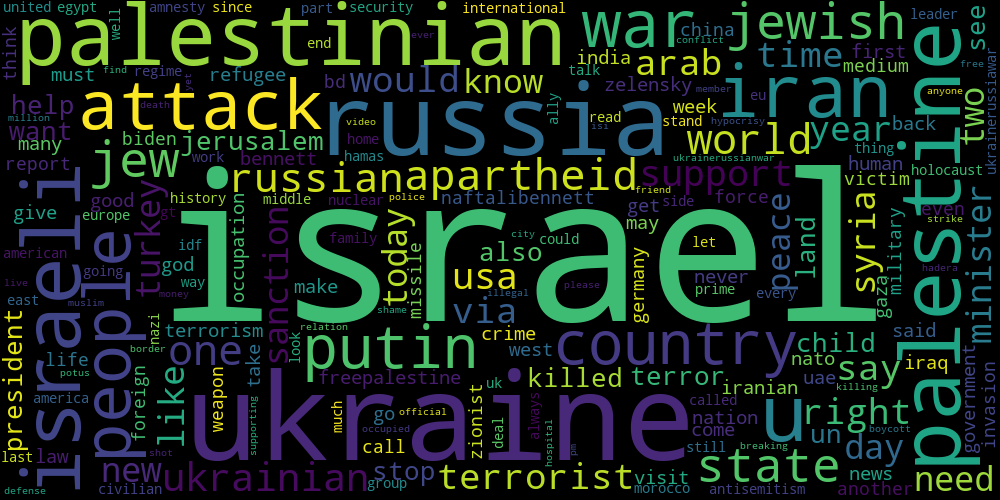 united egypt
well
amnesty since
part
security
international
leader
think
palestinian
war
jewish
see
must
find
regime
yet
refugee
end
ever
talk
india
conflict
china
time
first
medium
free
ukrainerussianwar
help
million
attack
death
bd
would
know
ally
zelensky
arab
eu
iran
anyone
two
want
video
russia
week
member
read
stand
isi
hypocrisy
world
year
back
many
biden
jerusalem
home
hamas
ukrainerussianwar
thing
report
jew
work
bennett
russian
apartheid
support
human
holocaust
good
history
middle
nuclear
police
naftalibennett
friend
side
get
force
victim
even
give
europe
gt
family
may
never
strike
american
going
turkey
idf
god
way
occupation
sanction
today
missile
also
city
could
let
peace
land
syria
military
minister
palestine
israel
israeli
people
live
muslim
money
make
usa
illegal
please
germany
prime
every
gaza
hadera
east
nazi
terrorism
relation
shame
via
president
life
border
one
look
putin
crime
west
country
child
said
government
invasion
potus
america
foreign
like
take
freepalestine
uk
killed
terror
nato
say
iraq
weapon
ukraine
deal
always
called
iranian
uae
killing
nation
u
right
boycott
last
law
shot
new
supporting
much
go
official
occupied
call
zionist
hospital
pm
come
still
un
day
breaking
state
news
need
defense
civilian
ukrainian
group
stop
terrorist
visit
morocco
antisemitism
another